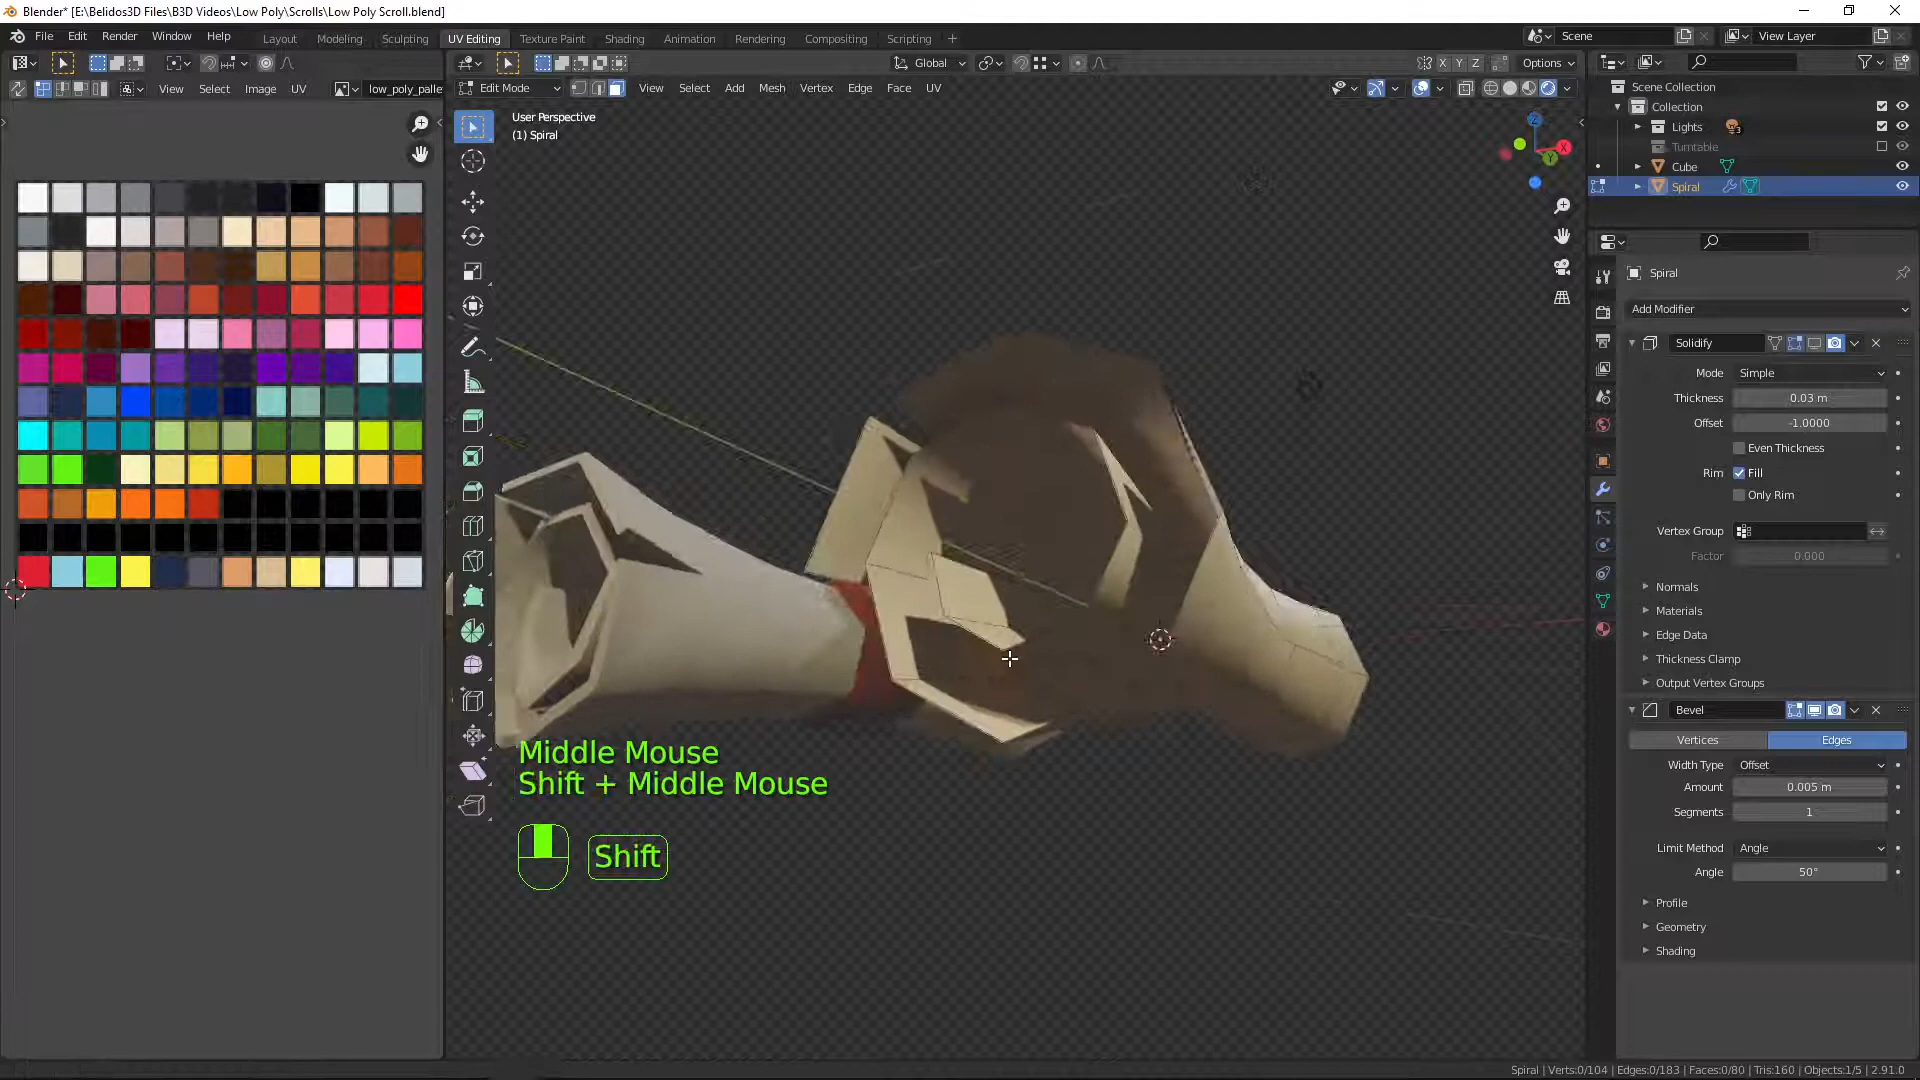 Blender* [E:\Belidos3D Files\B3D Videos\Low Poly\Scrolls\Low Poly Scroll.blend]
File Edit Render Window Help Layout Modeling Sculpting UV Editing Texture Paint Shading Animation Rendering Compositing Scripting Scene View Layer
Global X Y Z Options
View Select Image UV low_poly_palle Edit Mode View Select Add Mesh Vertex Edge Face UV
User Perspective
(1) Spiral
Z
X
Y
Scene Collection
Collection
Lights 3
Turntable
Cube
Spiral
Spiral
Add Modifier
Solidify
Mode Simple
Thickness 0.03 m
Offset -1.0000
Even Thickness
Rim Fill
Only Rim
Vertex Group
Factor 0.000
Normals
Materials
Edge Data
Thickness Clamp
Output Vertex Groups
Bevel
Vertices Edges
Width Type Offset
Amount 0.005 m
Segments 1
Limit Method Angle
Angle 50°
Profile
Geometry
Shading
Middle Mouse
Shift + Middle Mouse
Shift
Spiral | Verts:0/104 | Edges:0/183 | Faces:0/80 | Tris:160 | Objects:1/5 | 2.91.0